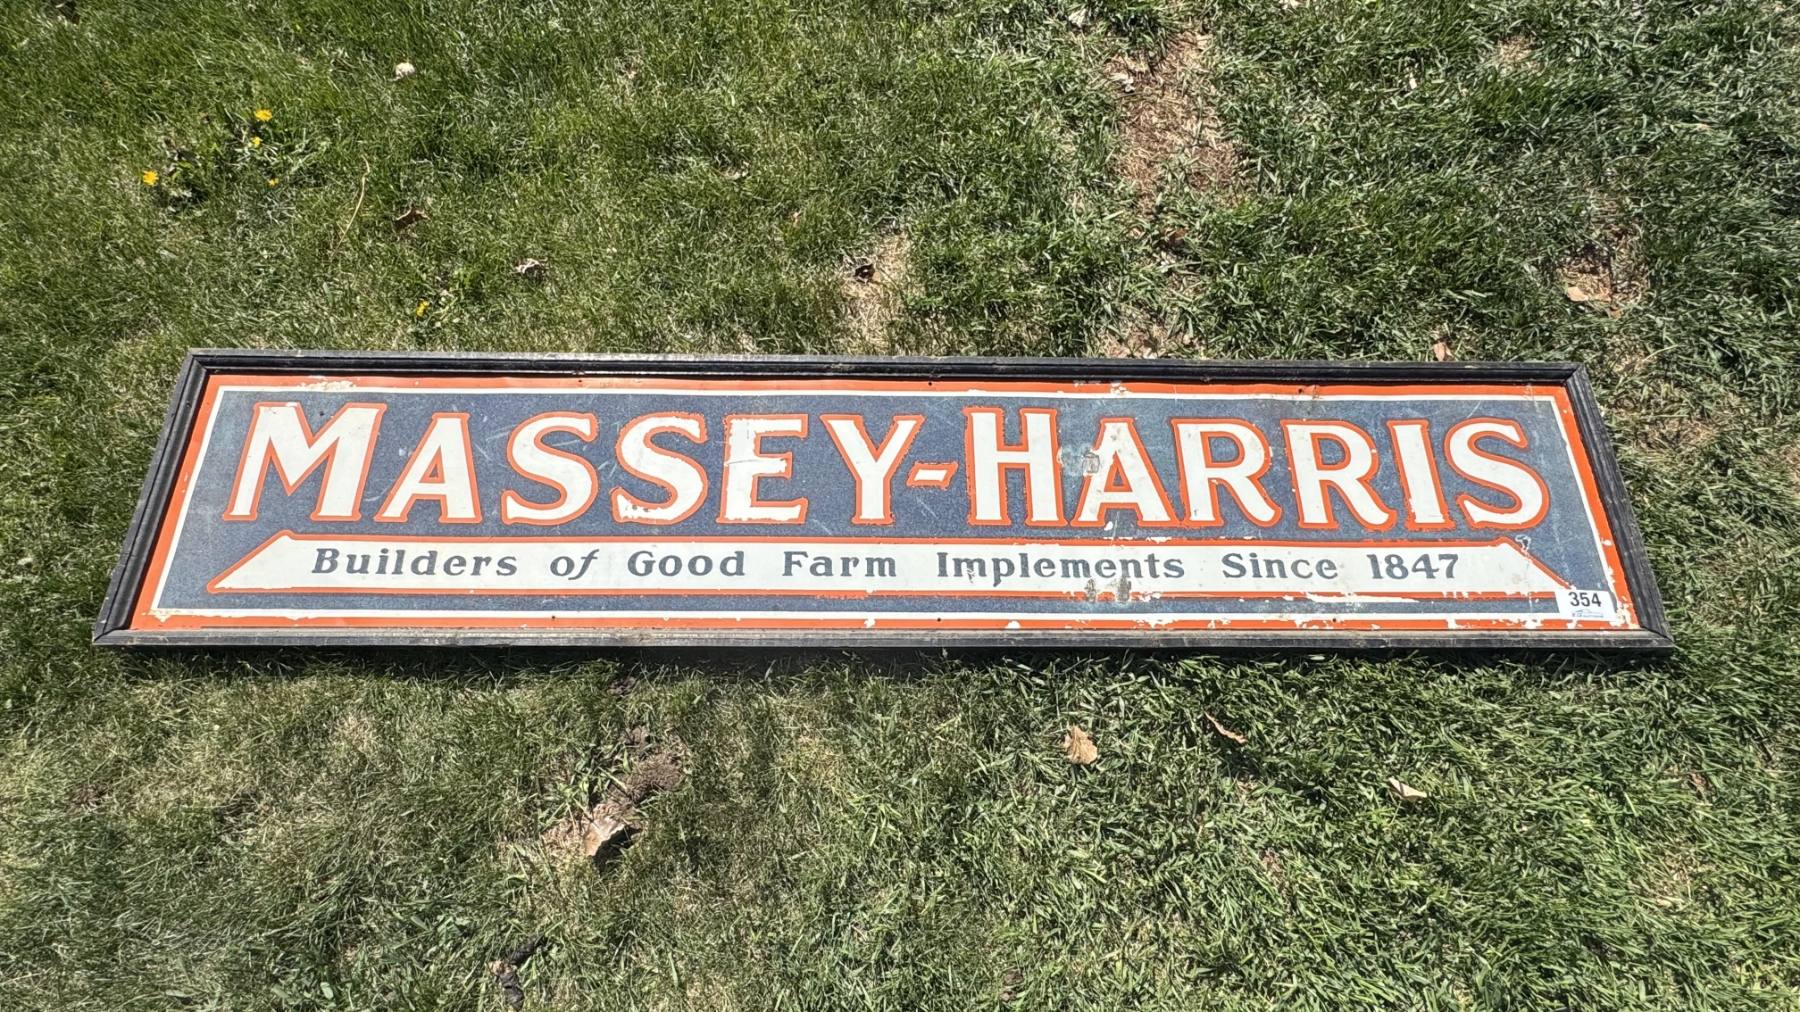 MASSEY-HARRIS
Builders of Good Farm Implements Since 1847
354